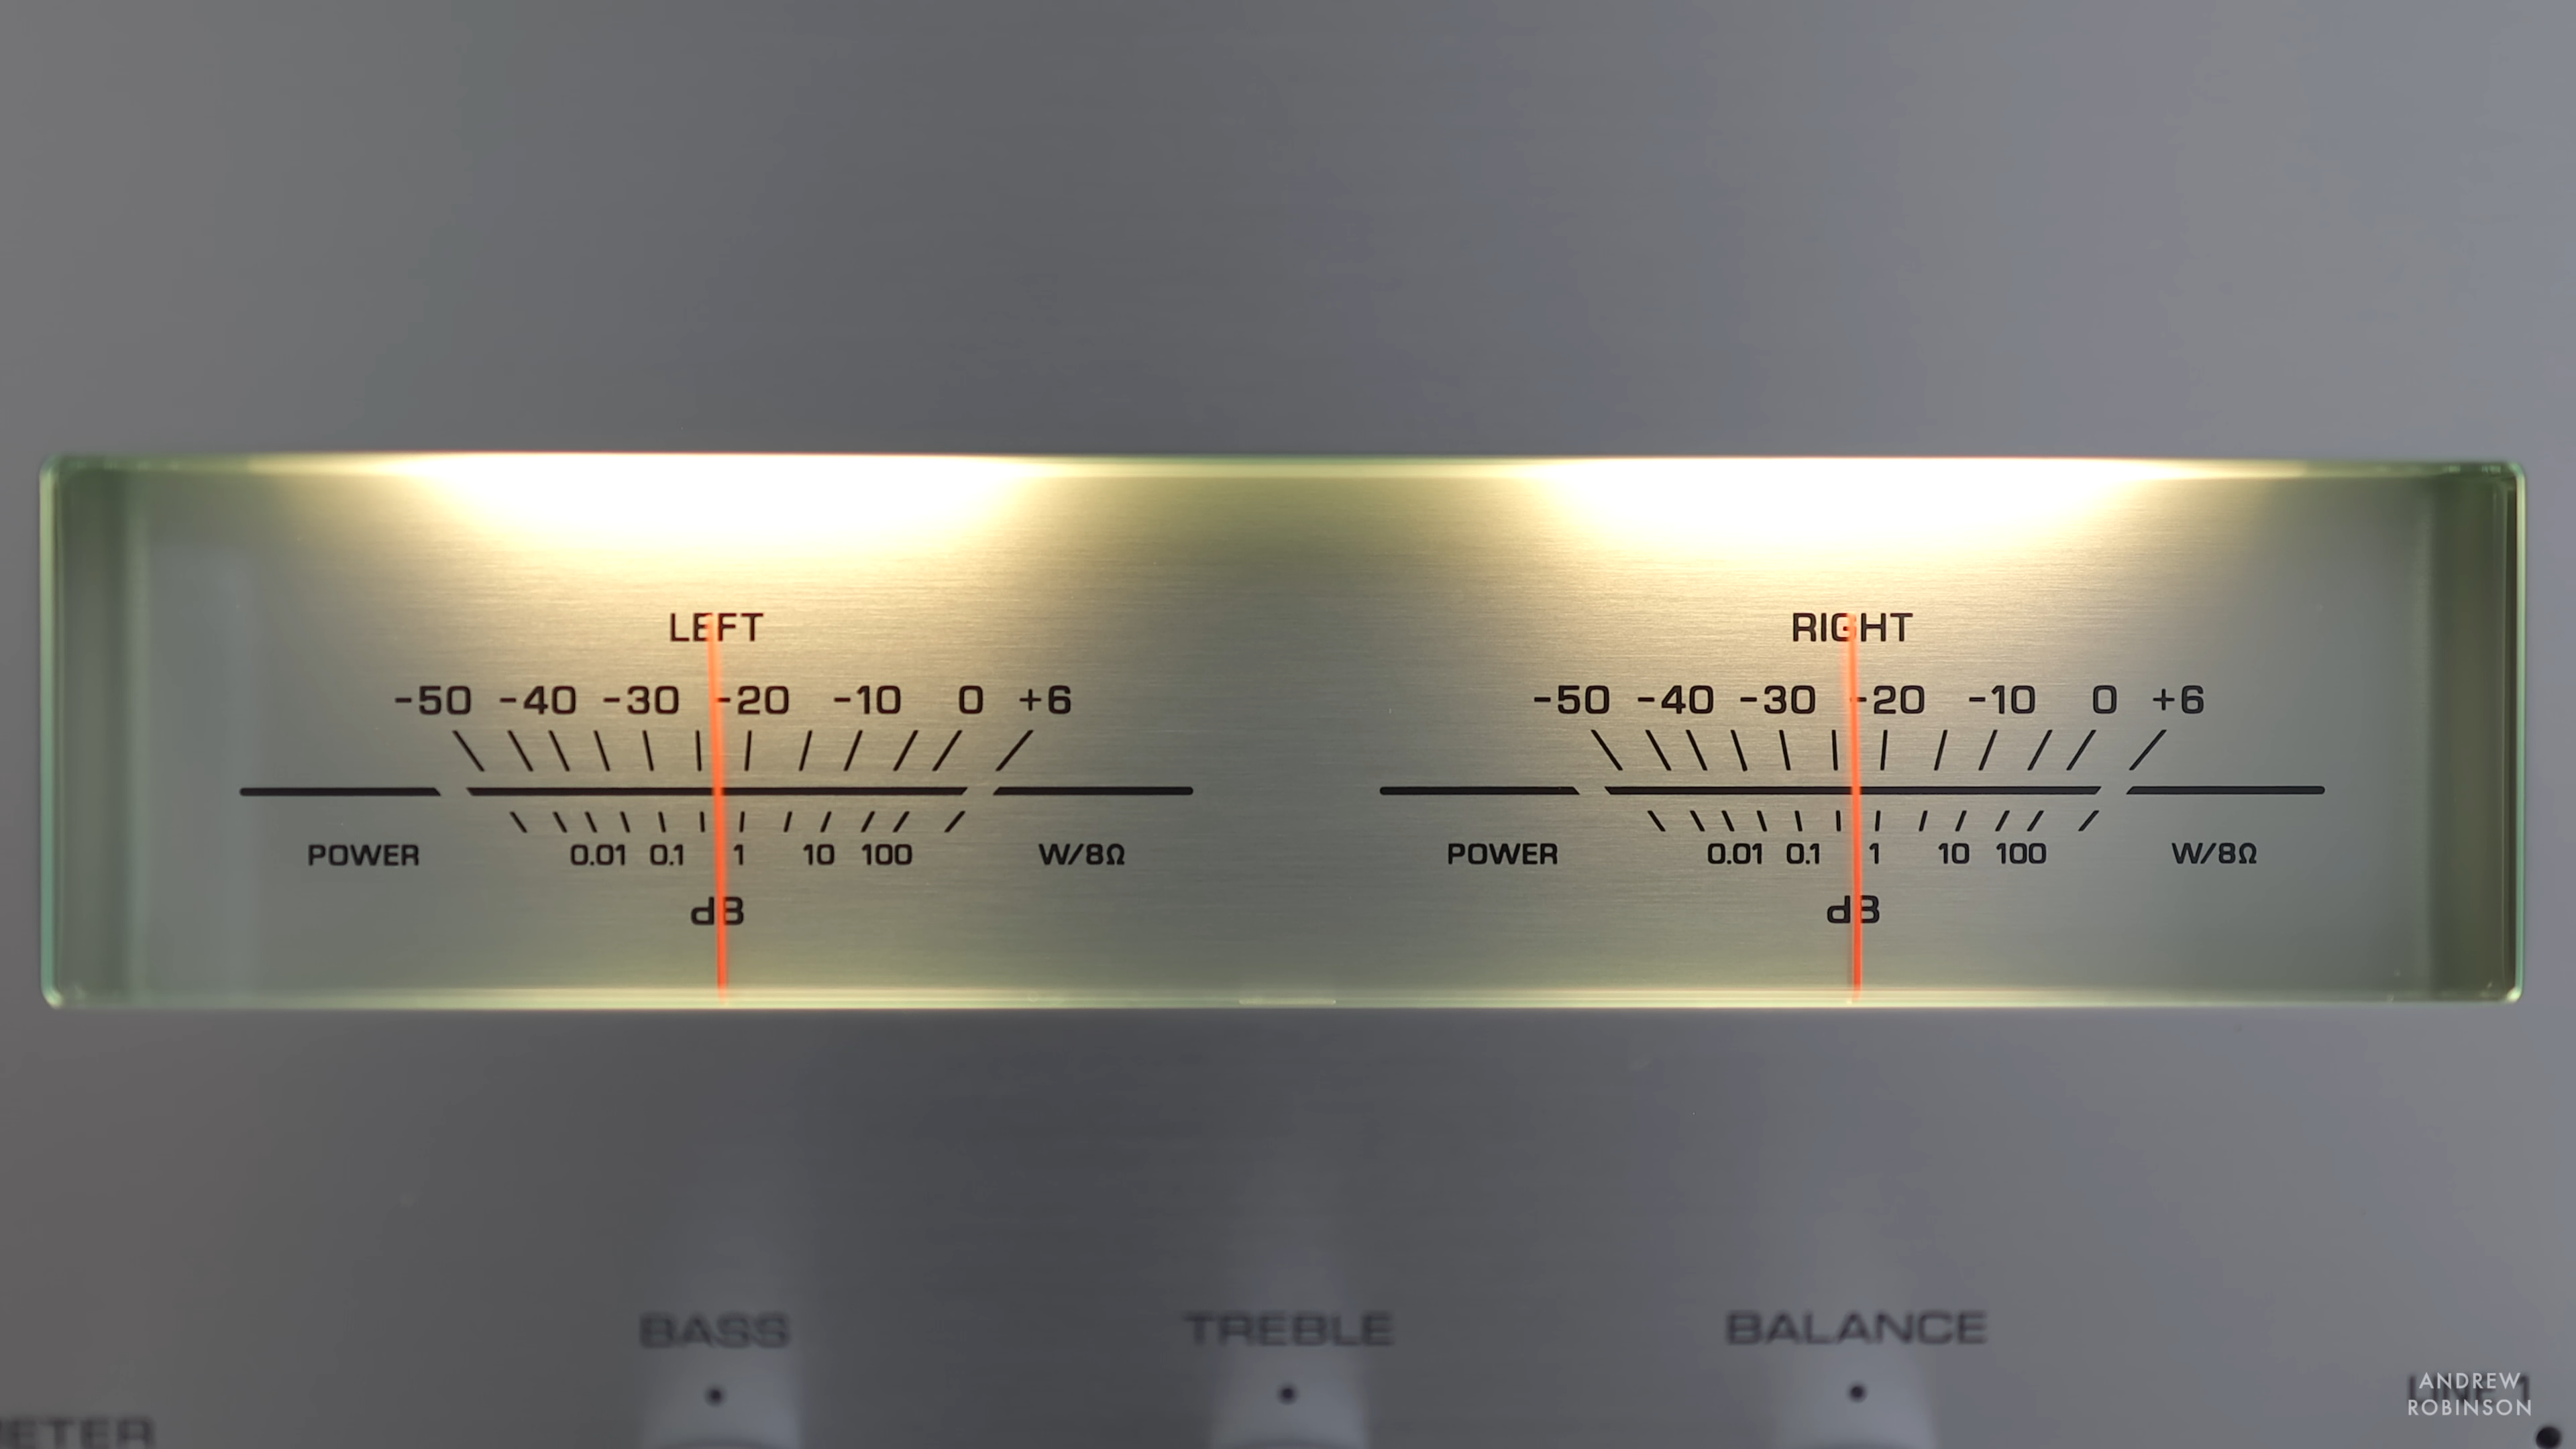 LEFT
-50 -40 -30 -20 -10 0 +6
POWER 0.01 0.1 1 10 100 W/8Ω
dB
RIGHT
-50 -40 -30 -20 -10 0 +6
POWER 0.01 0.1 1 10 100 W/8Ω
dB
BASS
TREBLE
BALANCE
ETER
ANDREW
ROBINSON